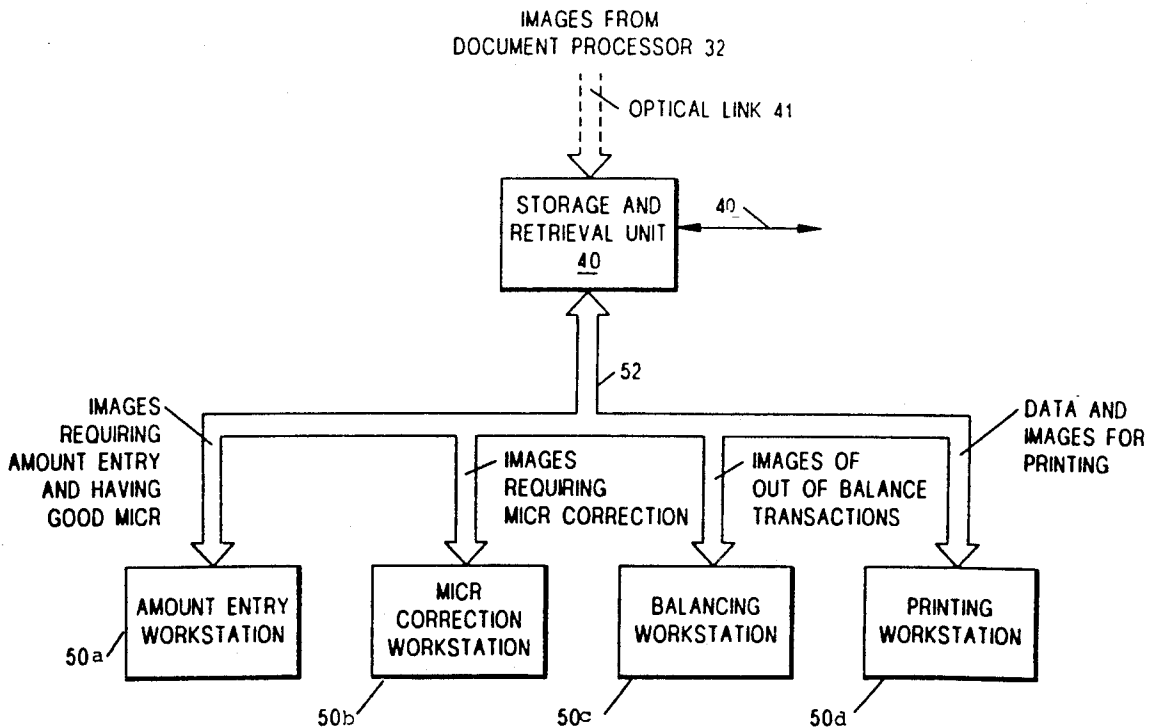 IMAGES FROM
DOCUMENT PROCESSOR 32
OPTICAL LINK 41
STORAGE AND
RETRIEVAL UNIT
40
40
52
IMAGES
REQUIRING
AMOUNT ENTRY
AND HAVING
GOOD MICR
IMAGES
REQUIRING
MICR CORRECTION
IMAGES OF
OUT OF BALANCE
TRANSACTIONS
DATA AND
IMAGES FOR
PRINTING
AMOUNT ENTRY
WORKSTATION
MICR
CORRECTION
WORKSTATION
BALANCING
WORKSTATION
PRINTING
WORKSTATION
50a
50b
50c
50d